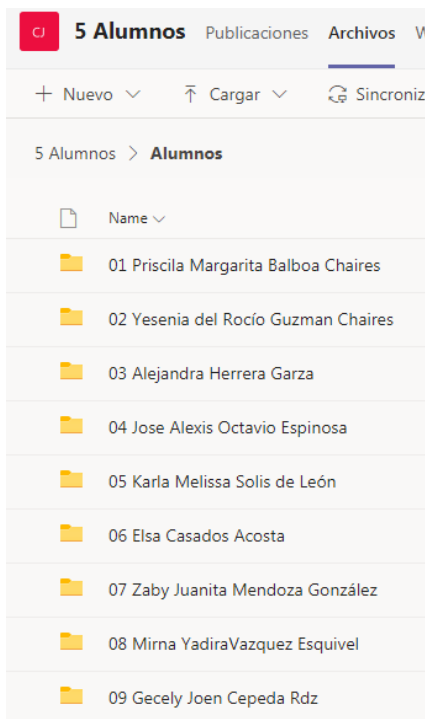 CJ 5 Alumnos Publicaciones Archivos W
+ Nuevo Cargar Sincroniz
5 Alumnos > Alumnos
Name
01 Priscila Margarita Balboa Chaires
02 Yesenia del Rocío Guzman Chaires
03 Alejandra Herrera Garza
04 Jose Alexis Octavio Espinosa
05 Karla Melissa Solis de León
06 Elsa Casados Acosta
07 Zaby Juanita Mendoza González
08 Mirna YadiraVazquez Esquivel
09 Gecely Joen Cepeda Rdz